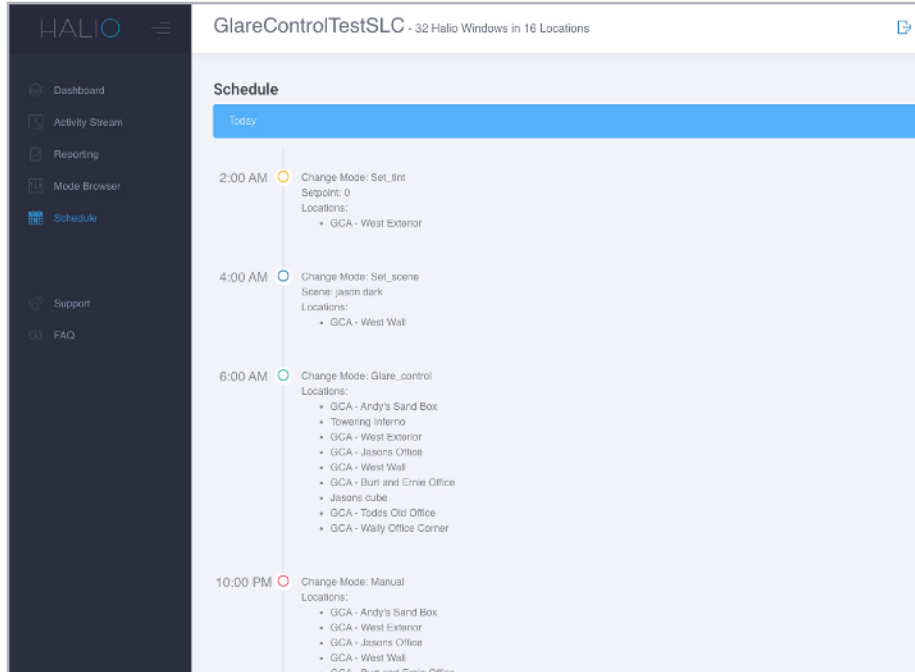 HALIO
GlareControlTestSLC - 32 Halio Windows in 16 Locations
Dashboard
Activity Stream
Reporting
Mode Browser
Schedule
Support
FAQ
Schedule
Today
2:00 AM
Change Mode: Set_tint
Setpoint: 0
Locations:
• GCA - West Exterior
4:00 AM
Change Mode: Set_scene
Scene: jason dark
Locations:
• GCA - West Wall
6:00 AM
Change Mode: Glare_control
Locations:
• GCA - Andy's Sand Box
• Towering Inferno
• GCA - West Exterior
• GCA - Jasons Office
• GCA - West Wall
• GCA - Burt and Ernie Office
• Jasons cube
• GCA - Todds Old Office
• GCA - Wally Office Corner
10:00 PM
Change Mode: Manual
Locations:
• GCA - Andy's Sand Box
• GCA - West Exterior
• GCA - Jasons Office
• GCA - West Wall
• GCA - Burt and Ernie Office